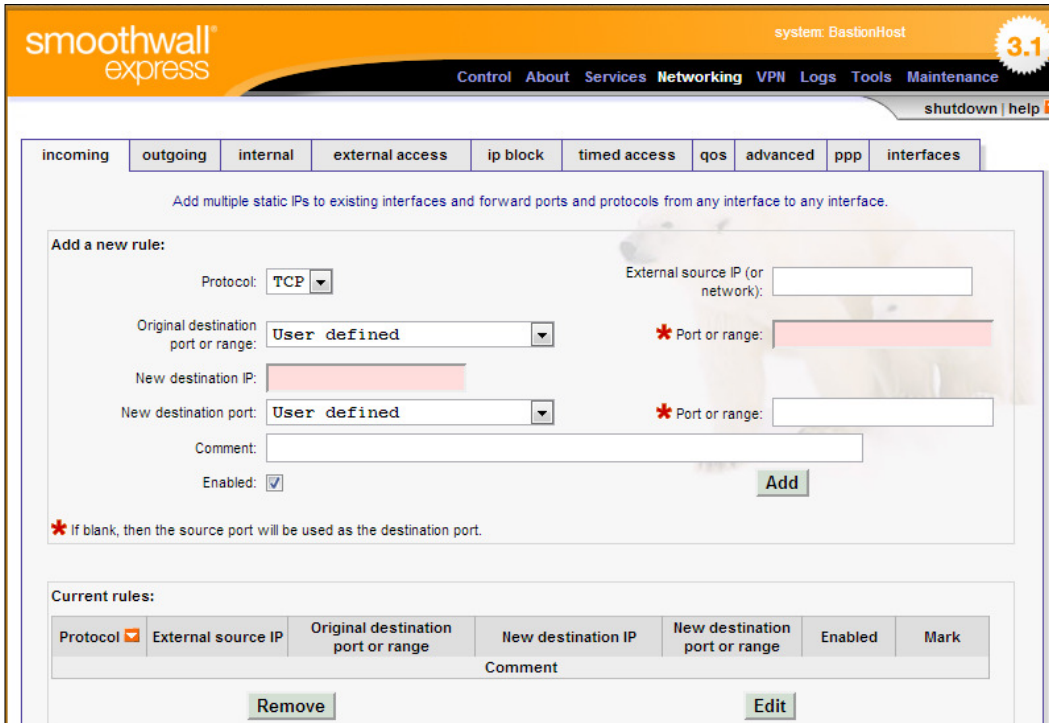 smoothwall®
express
system: BastionHost
3.1
Control About Services Networking VPN Logs Tools Maintenance
shutdown | help
incoming outgoing internal external access ip block timed access qos advanced ppp interfaces
Add multiple static IPs to existing interfaces and forward ports and protocols from any interface to any interface.
Add a new rule:
Protocol: TCP
External source IP (or
network):
Original destination
port or range: User defined
* Port or range:
New destination IP:
New destination port: User defined
* Port or range:
Comment:
Enabled:
Add
* If blank, then the source port will be used as the destination port.
Current rules:
Protocol
External source IP
Original destination
port or range
New destination IP
New destination
port or range
Enabled
Mark
Comment
Remove
Edit